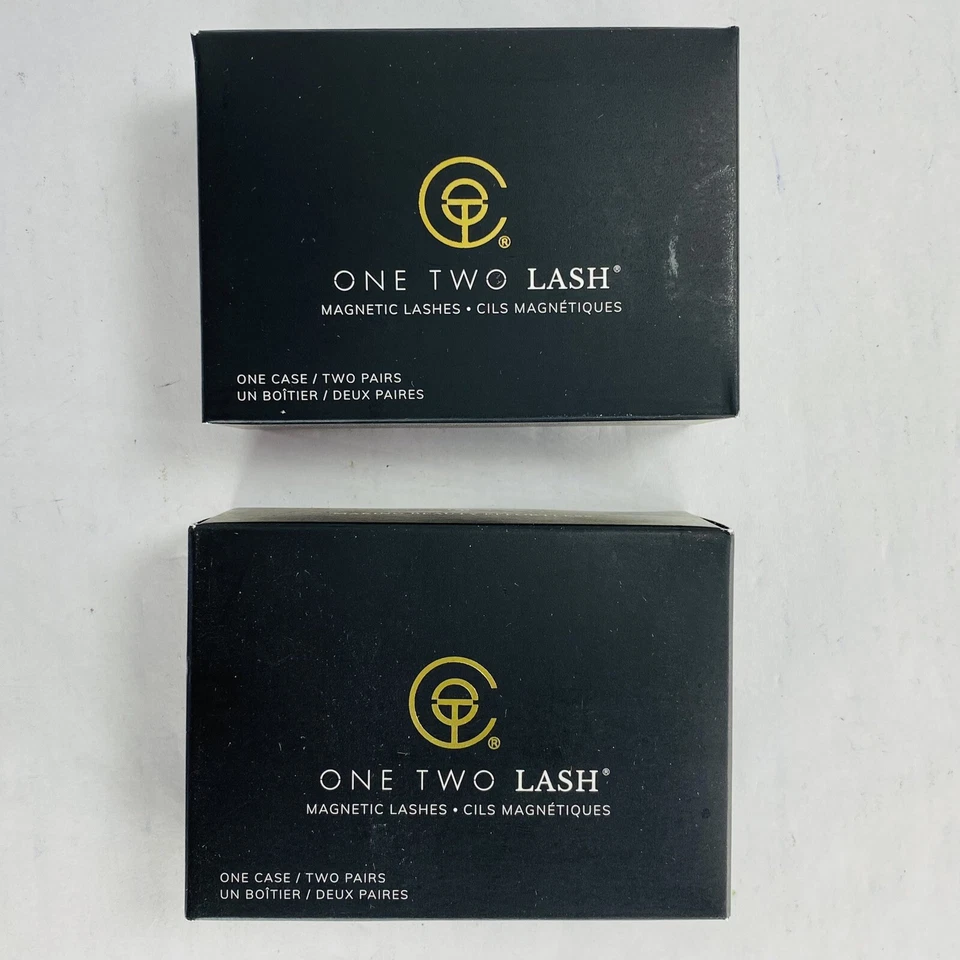 ®
ONE TWO LASH®
MAGNETIC LASHES • CILS MAGNÉTIQUES
ONE CASE / TWO PAIRS
UN BOÎTIER / DEUX PAIRES
®
ONE TWO LASH®
MAGNETIC LASHES • CILS MAGNÉTIQUES
ONE CASE / TWO PAIRS
UN BOÎTIER / DEUX PAIRES